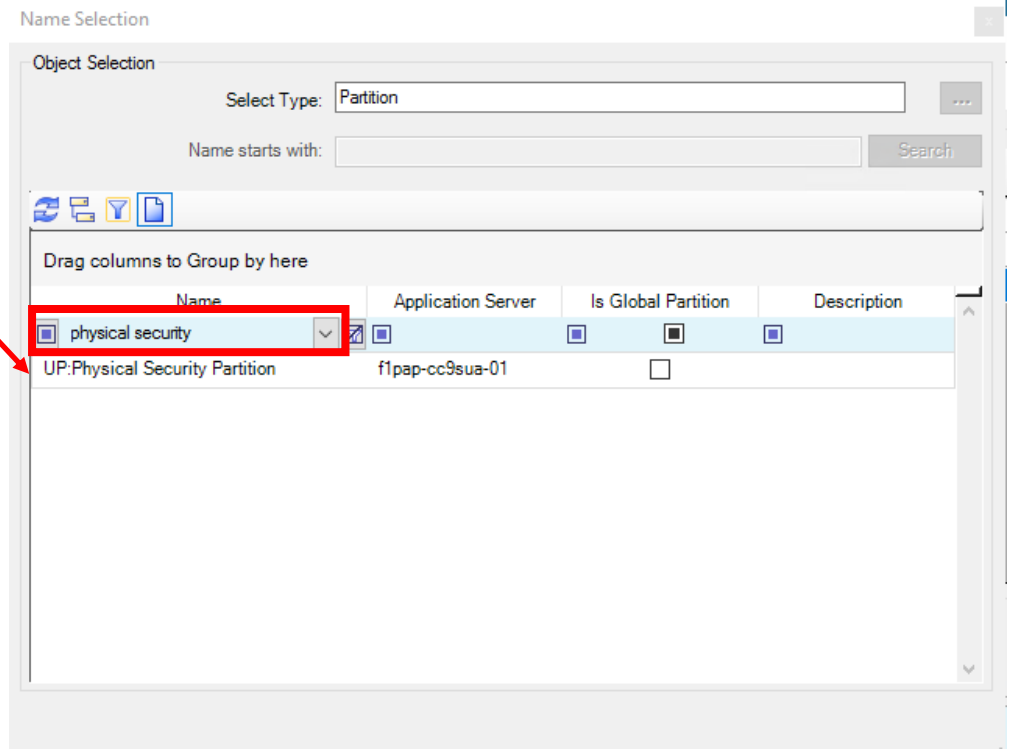 Name Selection
x
Object Selection
Select Type: Partition ...
Name starts with: Search
Drag columns to Group by here
Name Application Server Is Global Partition Description
physical security
UP:Physical Security Partition f1pap-cc9sua-01